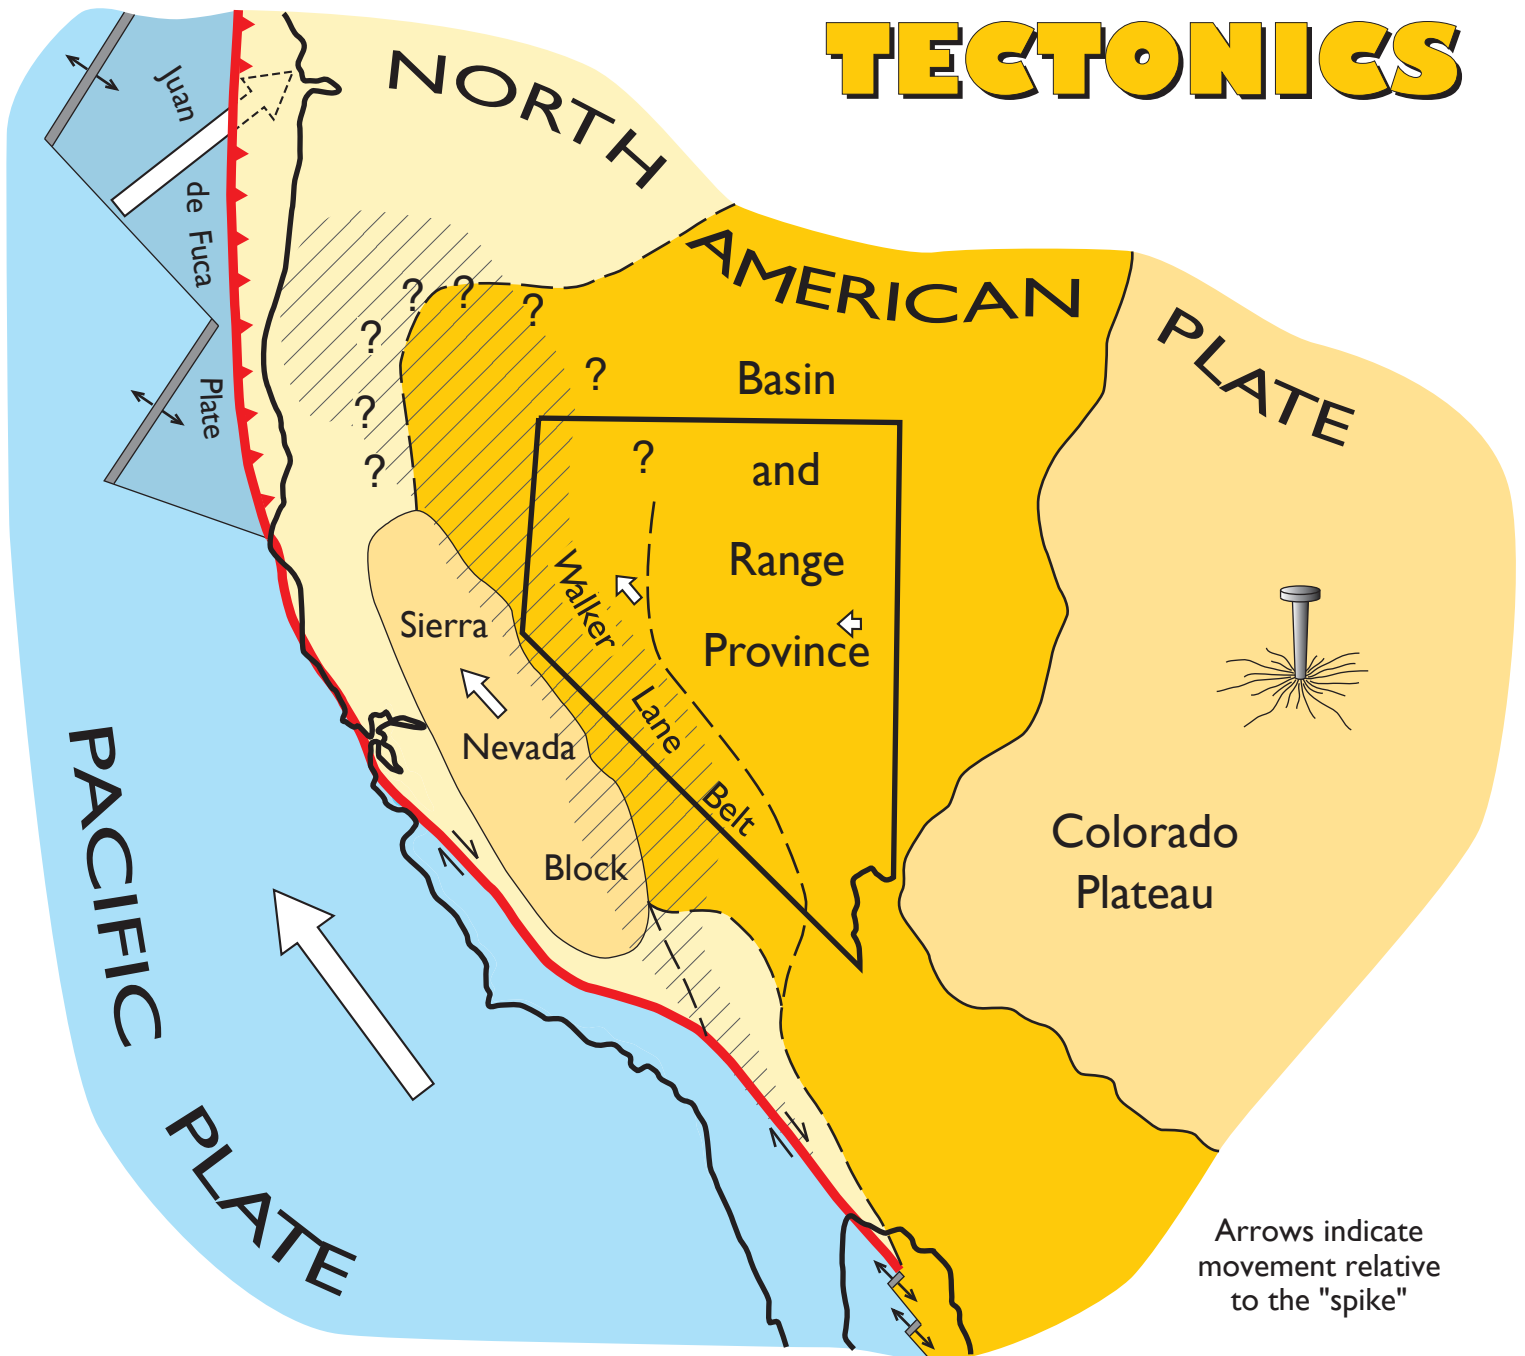 TECTONICS
NORTH
AMERICAN
PLATE
Juan
de Fuca
Plate
?
?
?
?
?
?
?
?
Basin
and
Range
Province
Walker
Lane
Belt
Sierra
Nevada
Block
Colorado
Plateau
PACIFIC
PLATE
Arrows indicate
movement relative
to the "spike"